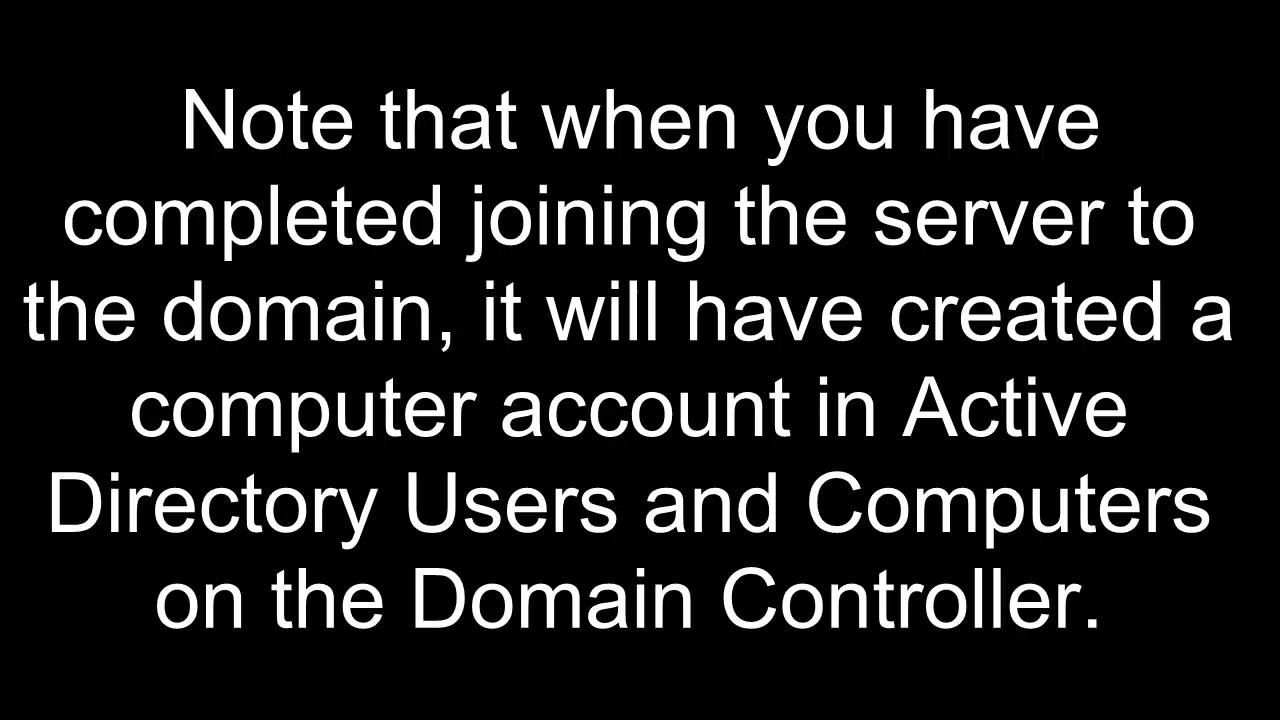 Note that when you have
completed joining the server to
the domain, it will have created a
computer account in Active
Directory Users and Computers
on the Domain Controller.